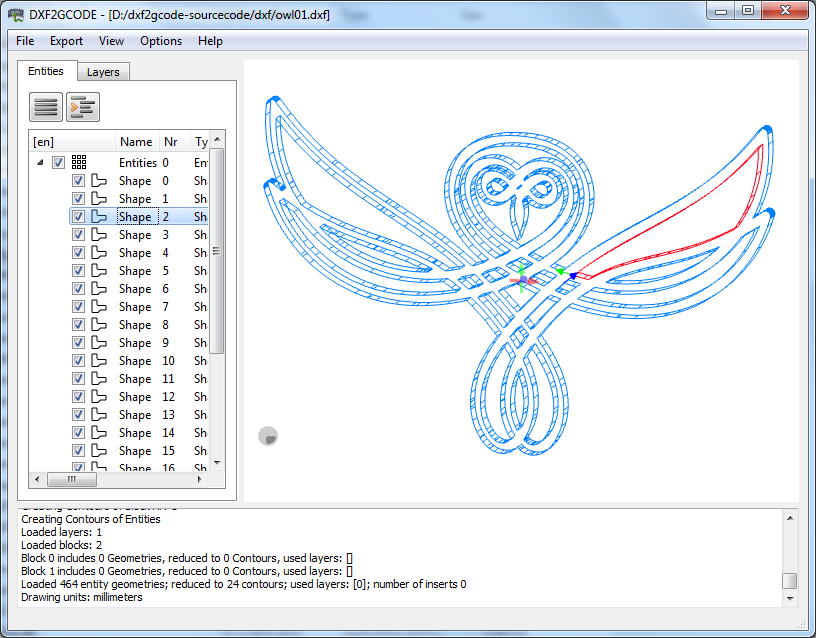 DXF2GCODE - [D:/dxf2gcode-sourcecode/dxf/owl01.dxf]
File Export View Options Help
Entities Layers
[en] Name Nr Ty
Entities 0 En
Shape 0 Sh
Shape 1 Sh
Shape 2 Sh
Shape 3 Sh
Shape 4 Sh
Shape 5 Sh
Shape 6 Sh
Shape 7 Sh
Shape 8 Sh
Shape 9 Sh
Shape 10 Sh
Shape 11 Sh
Shape 12 Sh
Shape 13 Sh
Shape 14 Sh
Shape 15 Sh
Shape 16 Sh
Creating Contours of Entities
Loaded layers: 1
Loaded blocks: 2
Block 0 includes 0 Geometries, reduced to 0 Contours, used layers: []
Block 1 includes 0 Geometries, reduced to 0 Contours, used layers: []
Loaded 464 entity geometries; reduced to 24 contours; used layers: [0]; number of inserts 0
Drawing units: millimeters